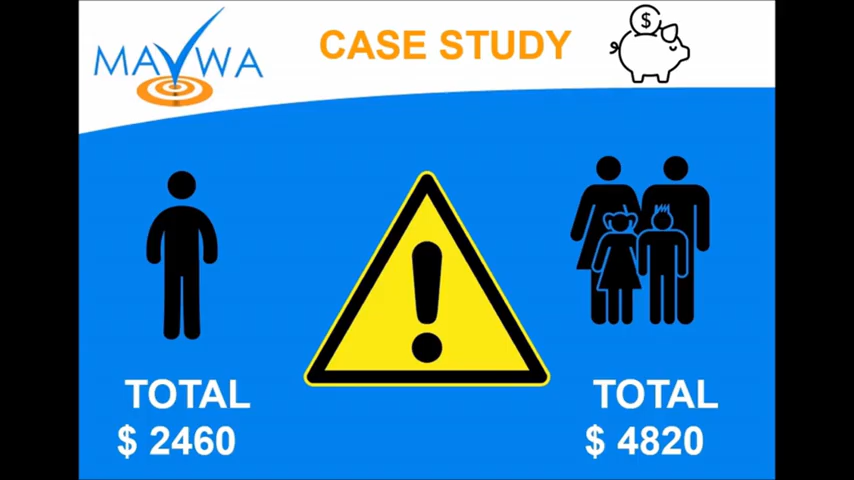 MAVWA
CASE STUDY
$
TOTAL
$ 2460
!
TOTAL
$ 4820